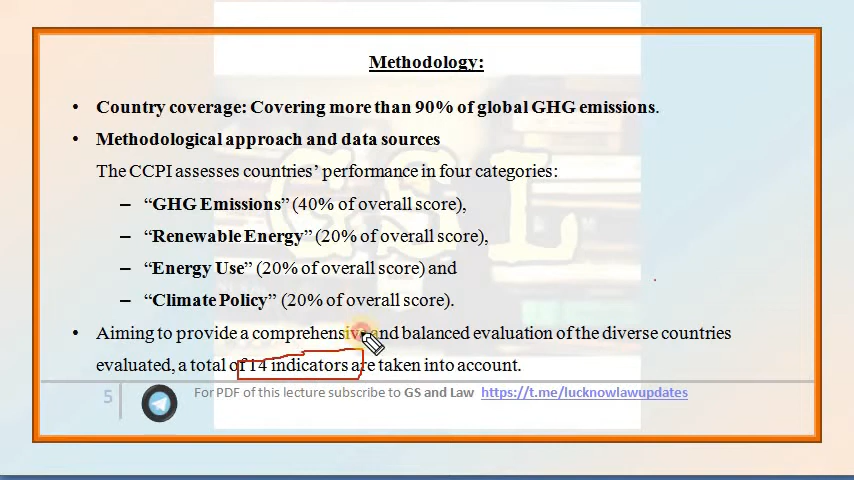 Methodology:
• Country coverage: Covering more than 90% of global GHG emissions.
• Methodological approach and data sources
The CCPI assesses countries’ performance in four categories:
– “GHG Emissions” (40% of overall score),
– “Renewable Energy” (20% of overall score),
– “Energy Use” (20% of overall score) and
– “Climate Policy” (20% of overall score).
• Aiming to provide a comprehensive and balanced evaluation of the diverse countries
evaluated, a total of 14 indicators are taken into account.
5
For PDF of this lecture subscribe to GS and Law https://t.me/lucknowlawupdates
GSL